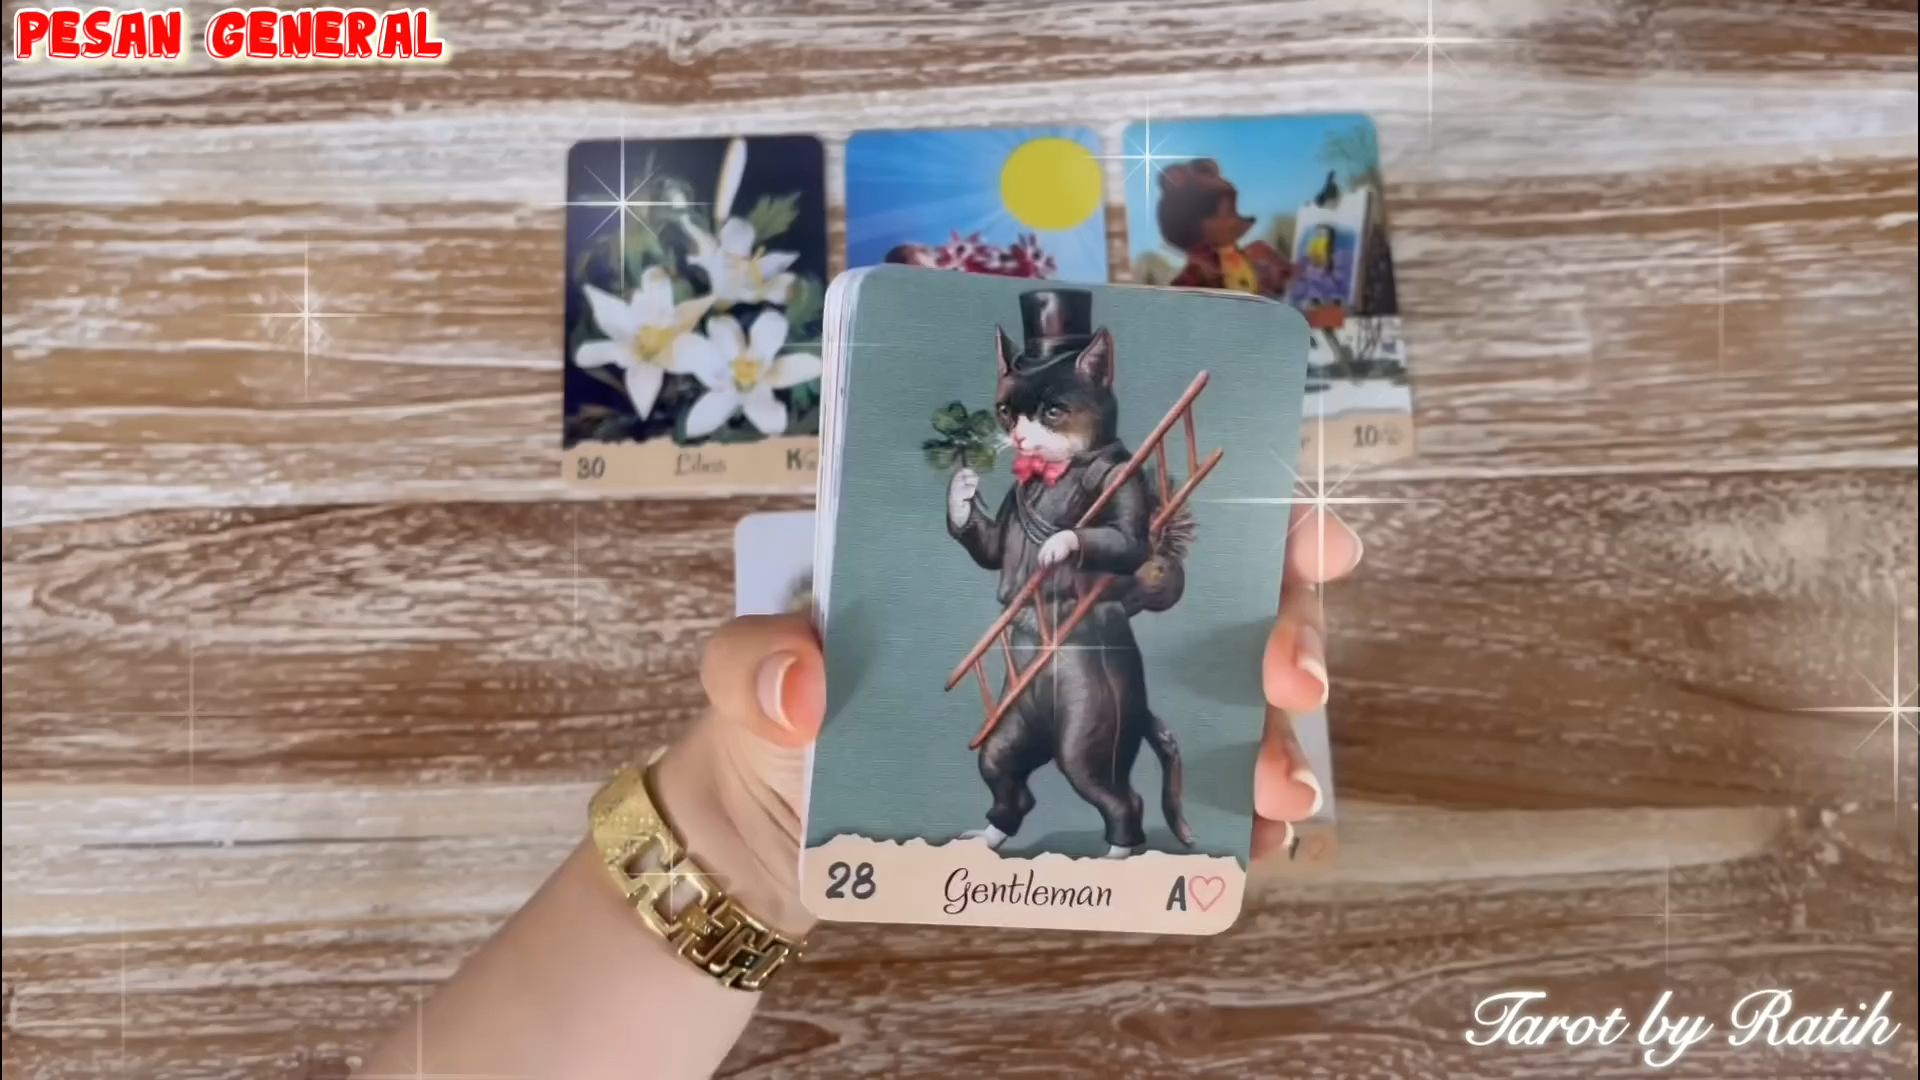 PESAN GENERAL
30 Lilies K
10
28 Gentleman A♡
Tarot by Ratih